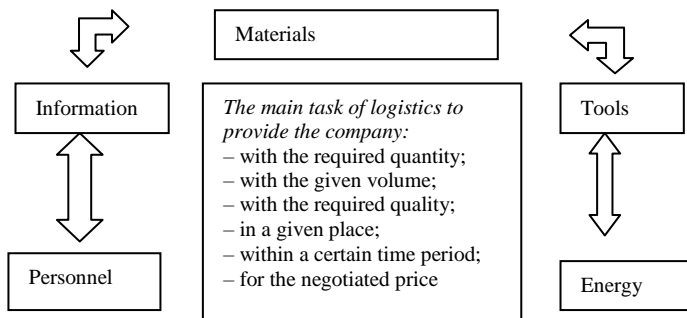 Materials
Information
The main task of logistics to
provide the company:
– with the required quantity;
– with the given volume;
– with the required quality;
– in a given place;
– within a certain time period;
– for the negotiated price
Tools
Personnel
Energy